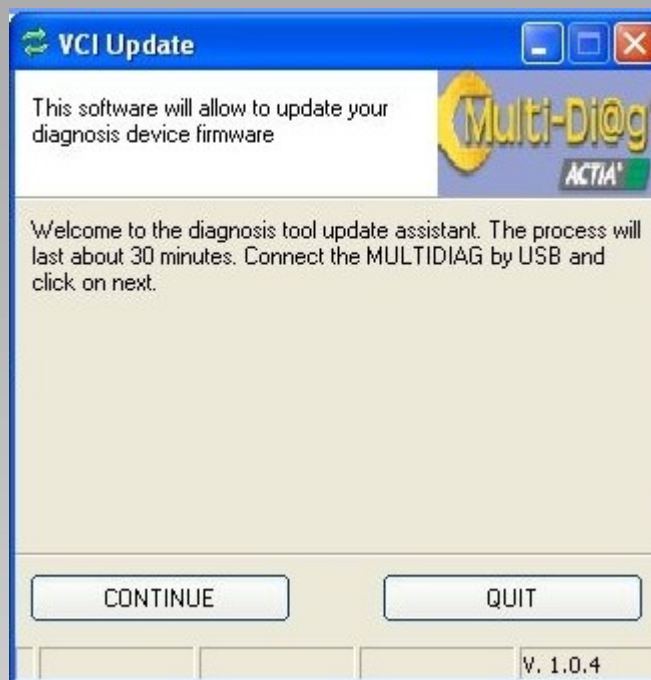 VCI Update
This software will allow to update your
diagnosis device firmware
Multi-Di@g
ACTIA
Welcome to the diagnosis tool update assistant. The process will
last about 30 minutes. Connect the MULTIDIAG by USB and
click on next.
CONTINUE
QUIT
V. 1.0.4